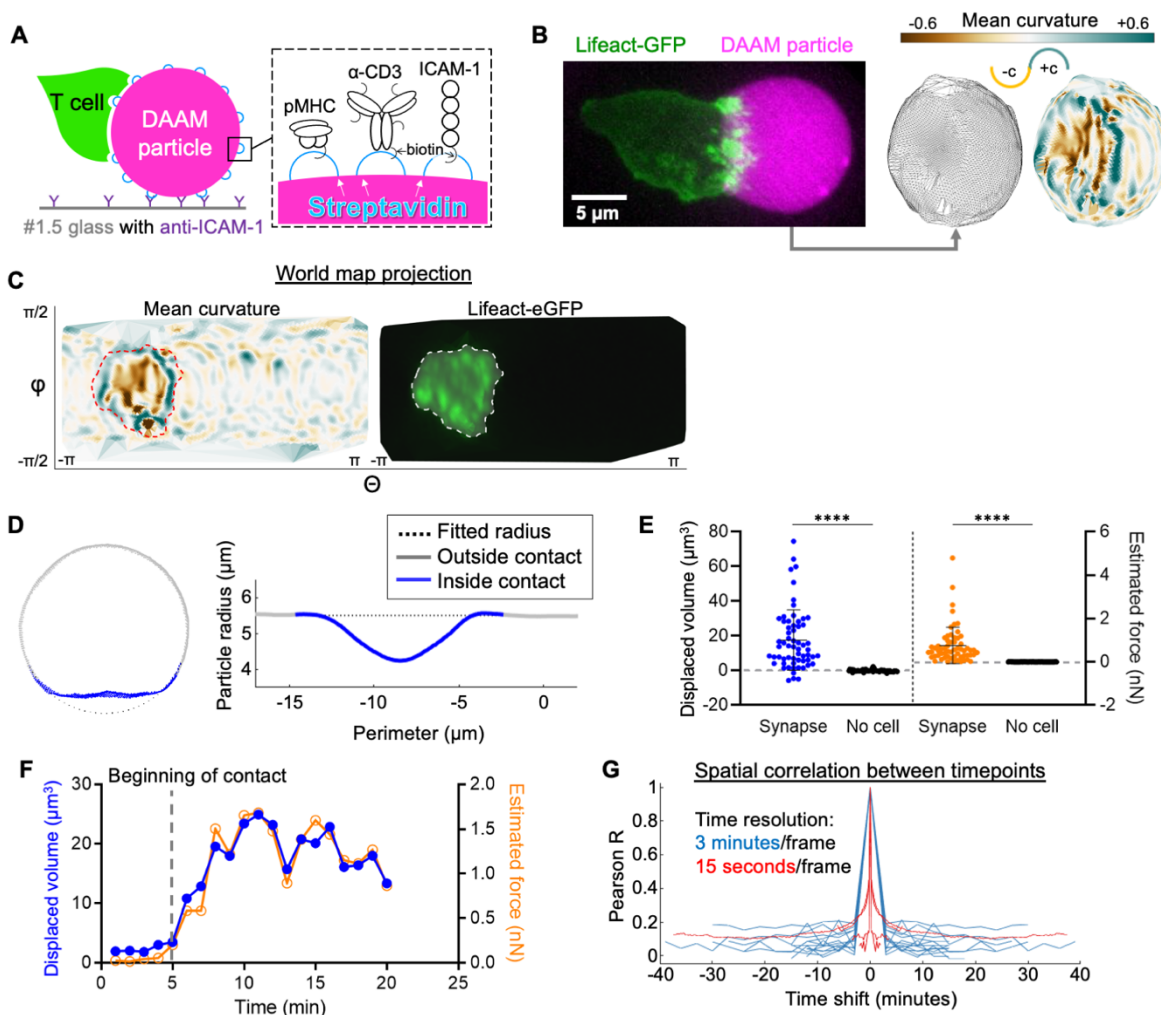 A
T cell
DAAM
particle
#1.5 glass with anti-ICAM-1
Y Y Y Y Y Y
pMHC
α-CD3
ICAM-1
biotin
Streptavidin
B
Lifeact-GFP
DAAM particle
5 µm
-0.6 Mean curvature +0.6
-c
+c
C
World map projection
Mean curvature
Lifeact-eGFP
π/2
φ
-π/2
-π
π
-π
π
Θ
D
Fitted radius
Outside contact
Inside contact
Particle radius (µm)
6
5
4
-15 -10 -5 0
Perimeter (µm)
E
**** ****
Displaced volume (µm³)
80
60
40
20
0
-20
6
4
2
0
-2
Estimated force (nN)
Synapse No cell Synapse No cell
F
Beginning of contact
Displaced volume (µm³)
30
20
10
0
2.0
1.5
1.0
0.5
0.0
Estimated force (nN)
0 5 10 15 20 25
Time (min)
G
Spatial correlation between timepoints
Time resolution:
3 minutes/frame
15 seconds/frame
Pearson R
1
0.8
0.6
0.4
0.2
0
-40 -30 -20 -10 0 10 20 30 40
Time shift (minutes)